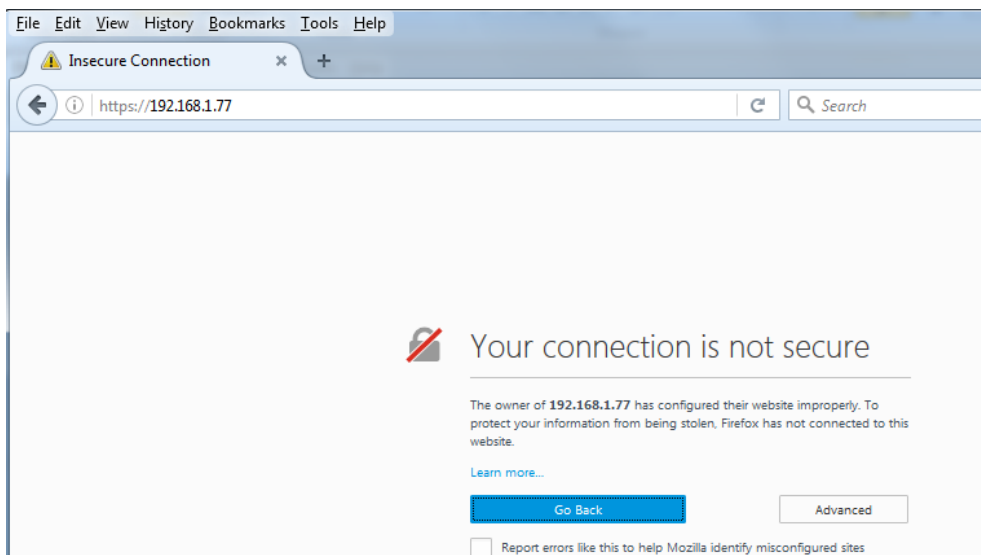 File Edit View History Bookmarks Tools Help
Insecure Connection × +
https://192.168.1.77 Search
Your connection is not secure
The owner of 192.168.1.77 has configured their website improperly. To
protect your information from being stolen, Firefox has not connected to this
website.
Learn more...
Go Back Advanced
Report errors like this to help Mozilla identify misconfigured sites